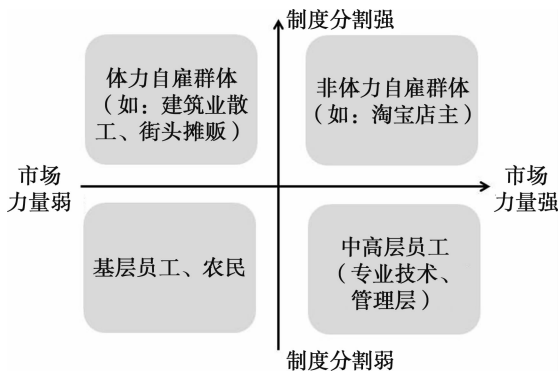 制度分割强
体力自雇群体
（如：建筑业散
工、街头摊贩）
非体力自雇群体
（如：淘宝店主）
市场
力量弱
市场
力量强
基层员工、农民
中高层员工
（专业技术、
管理层）
制度分割弱